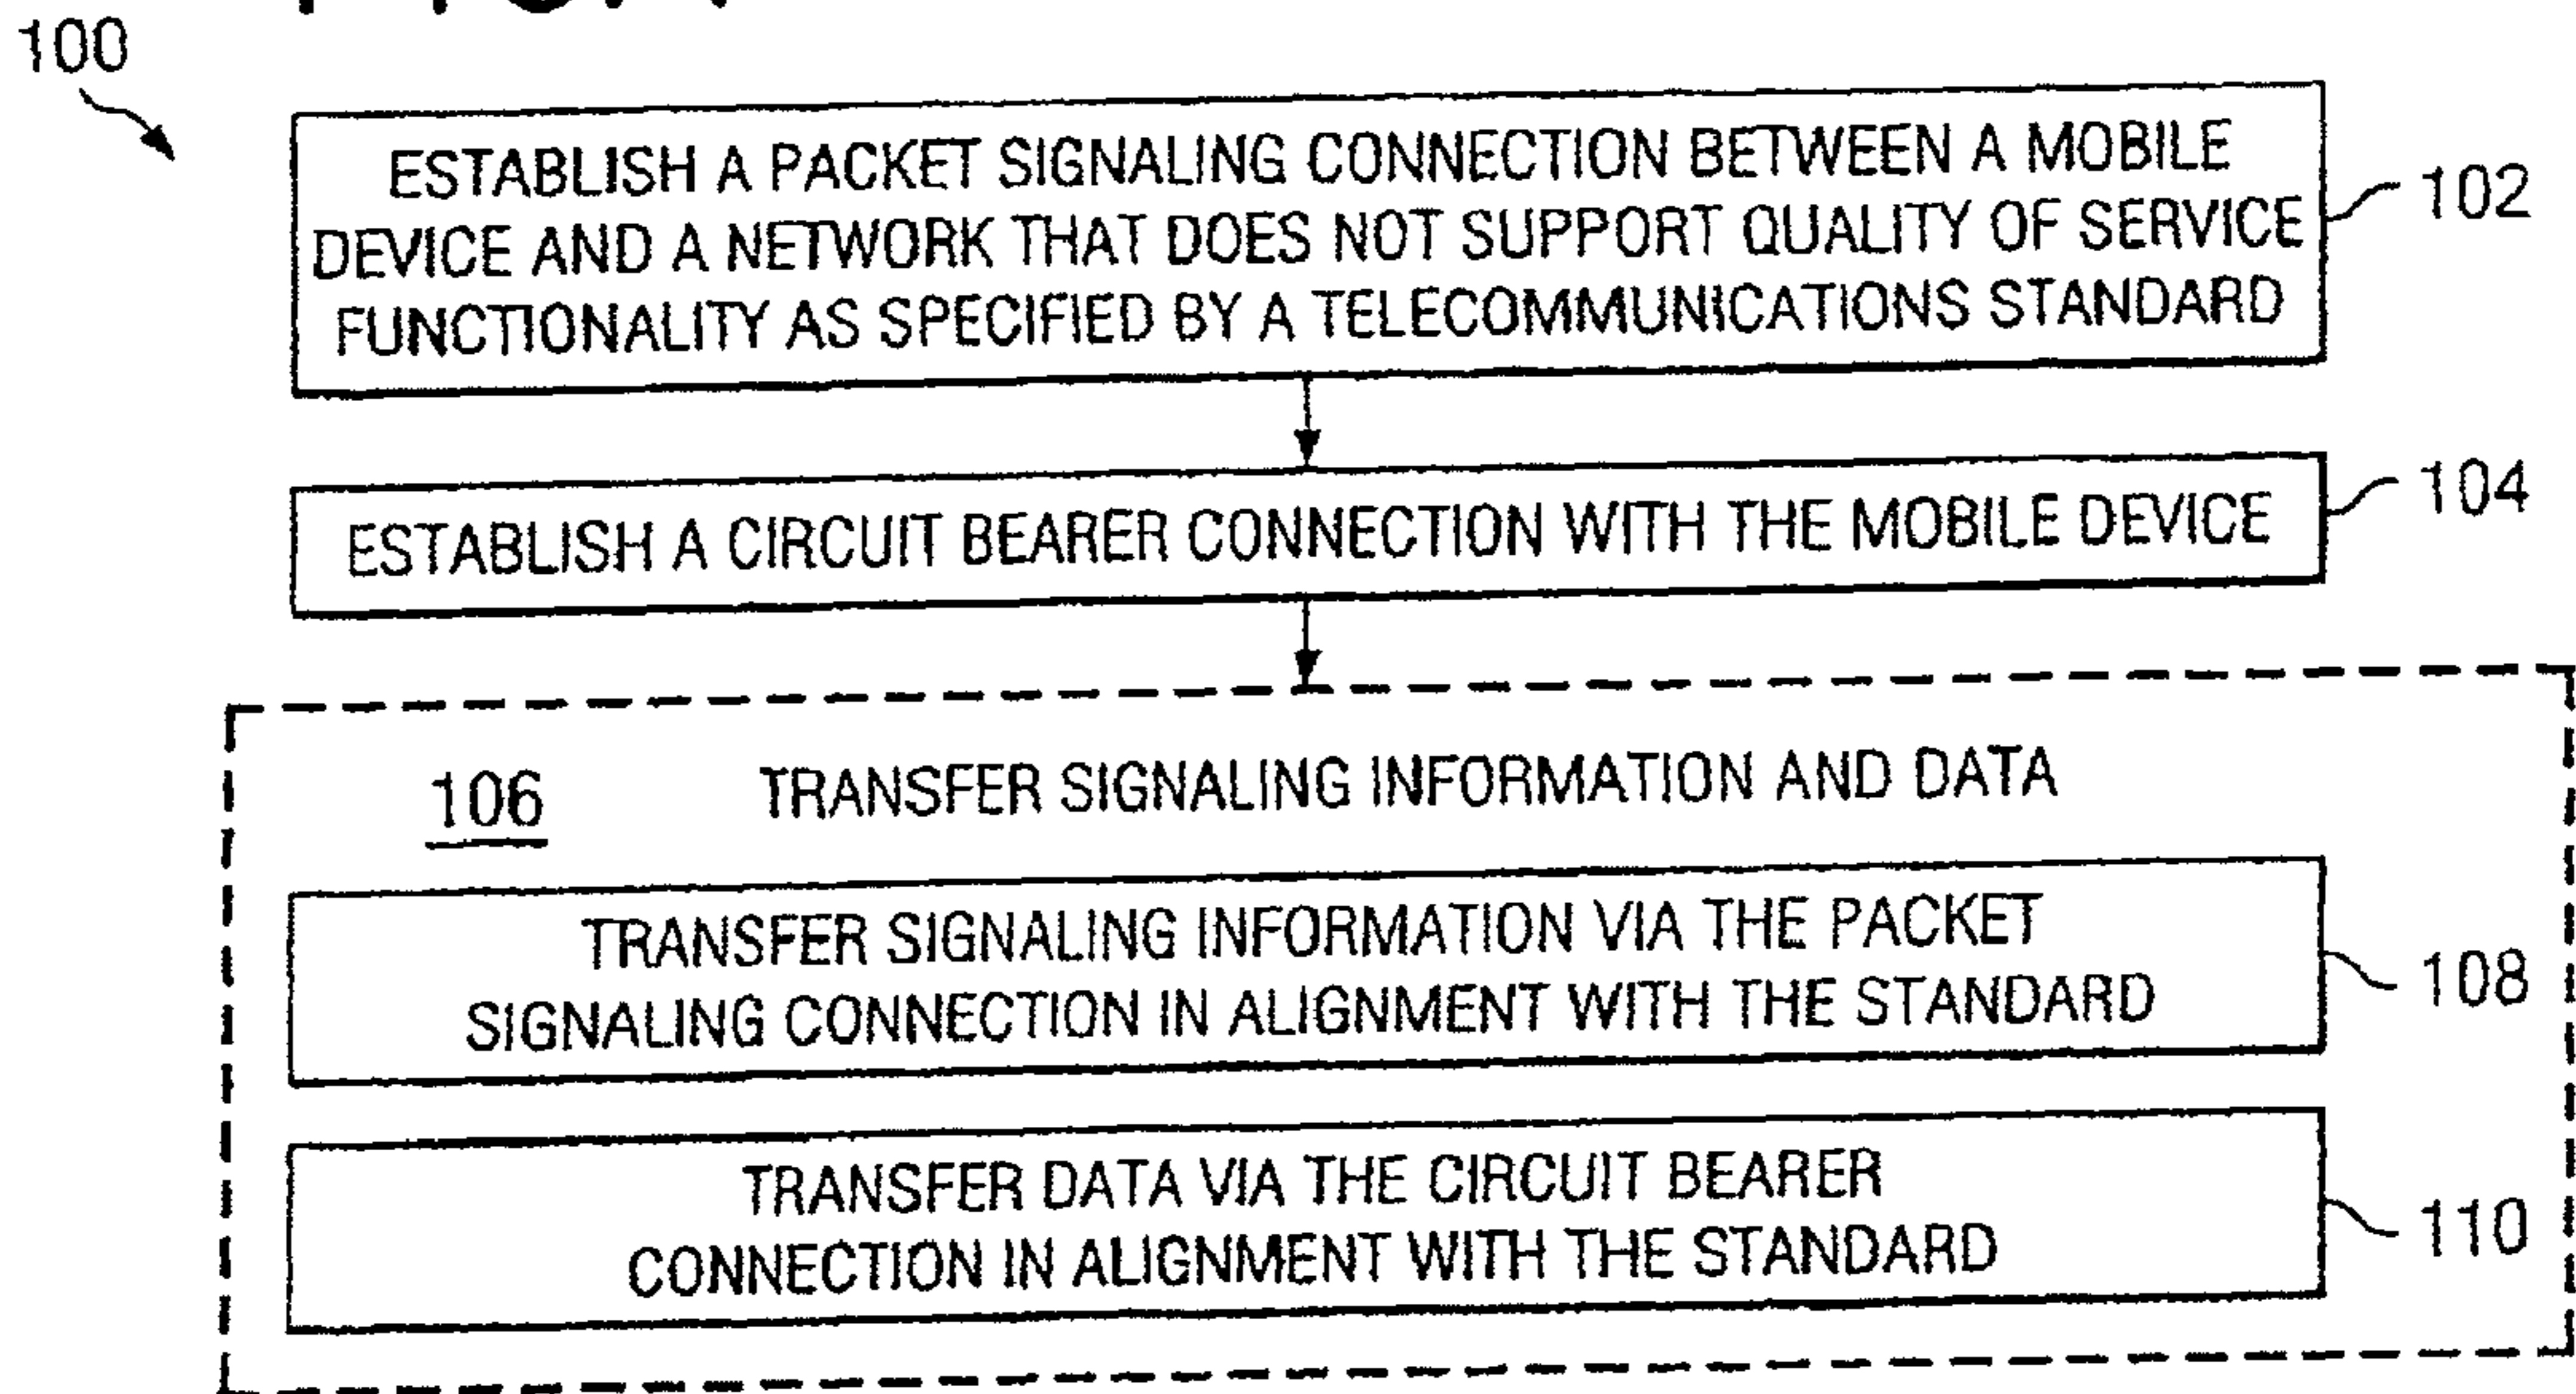 100
ESTABLISH A PACKET SIGNALING CONNECTION BETWEEN A MOBILE
DEVICE AND A NETWORK THAT DOES NOT SUPPORT QUALITY OF SERVICE
FUNCTIONALITY AS SPECIFIED BY A TELECOMMUNICATIONS STANDARD
102
ESTABLISH A CIRCUIT BEARER CONNECTION WITH THE MOBILE DEVICE
104
106
TRANSFER SIGNALING INFORMATION AND DATA
TRANSFER SIGNALING INFORMATION VIA THE PACKET
SIGNALING CONNECTION IN ALIGNMENT WITH THE STANDARD
108
TRANSFER DATA VIA THE CIRCUIT BEARER
CONNECTION IN ALIGNMENT WITH THE STANDARD
110